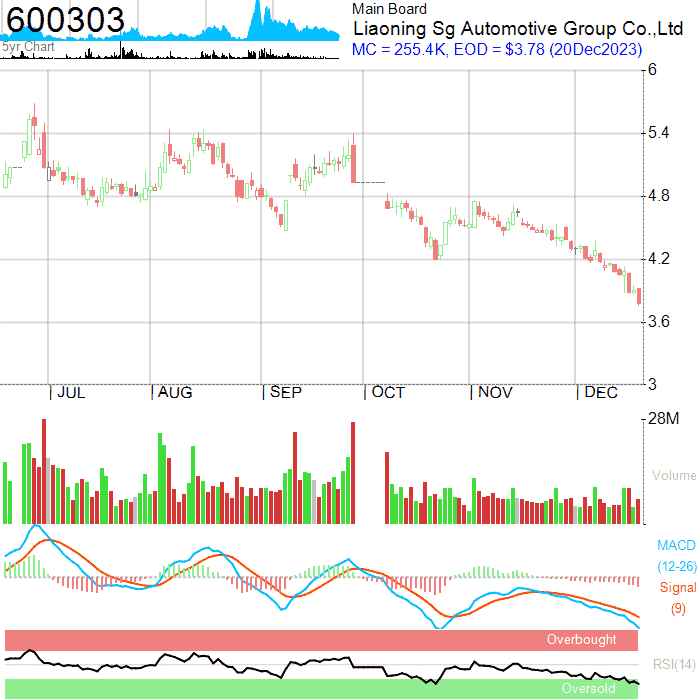 600303
5yr Chart
Main Board
Liaoning Sg Automotive Group Co.,Ltd
MC = 255.4K, EOD = $3.78 (20Dec2023)
6
5.4
4.8
4.2
3.6
3
JUL
AUG
SEP
OCT
NOV
DEC
28M
Volume
MACD
(12-26)
Signal
(9)
Overbought
RSI(14)
Oversold